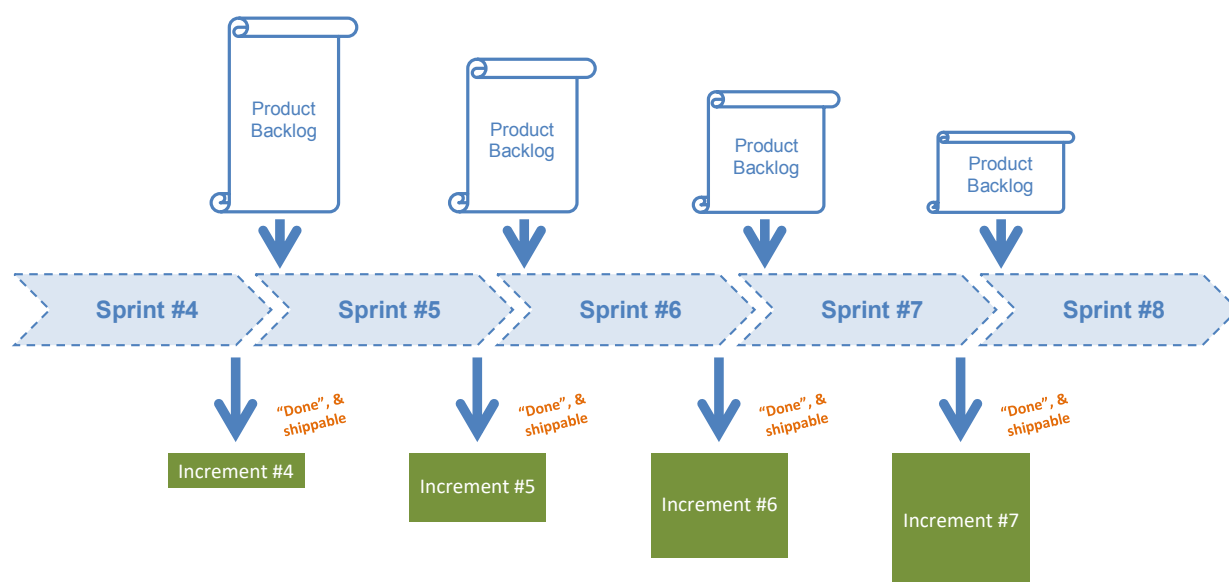 Product
Backlog
Product
Backlog
Product
Backlog
Product
Backlog
Sprint #4
Sprint #5
Sprint #6
Sprint #7
Sprint #8
“Done”, &
shippable
“Done”, &
shippable
“Done”, &
shippable
“Done”, &
shippable
Increment #4
Increment #5
Increment #6
Increment #7